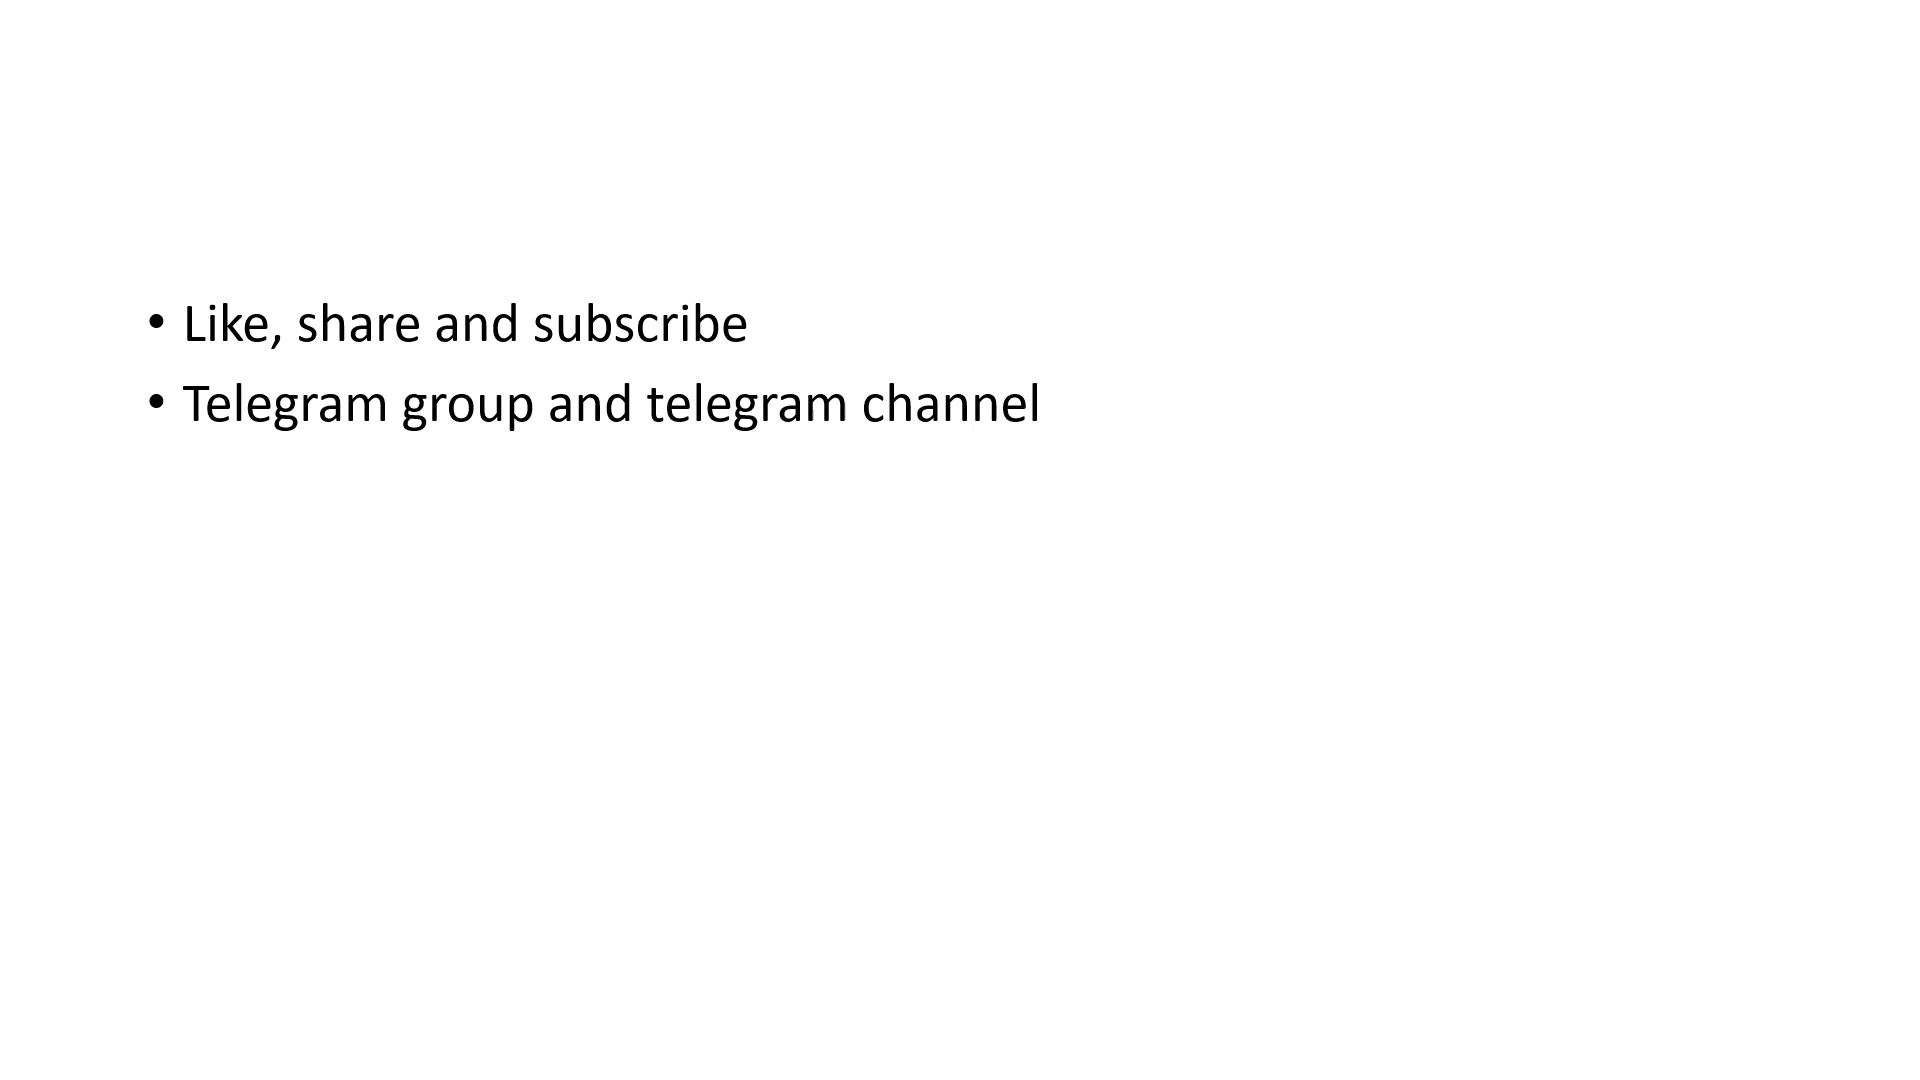 • Like, share and subscribe
• Telegram group and telegram channel